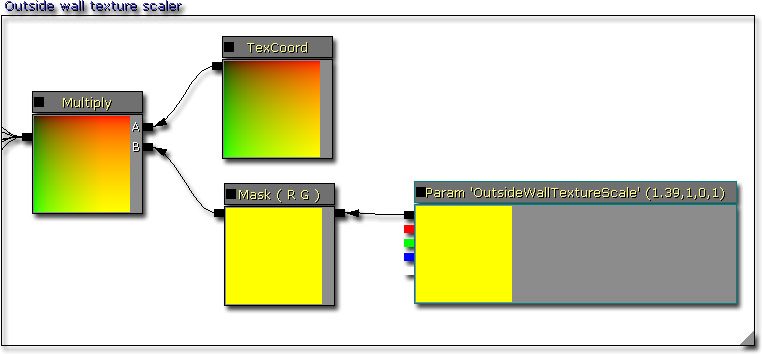 Outside wall texture scaler
TexCoord
Multiply
A
B
Mask ( R G )
Param 'OutsideWallTextureScale' (1.39,1,0,1)